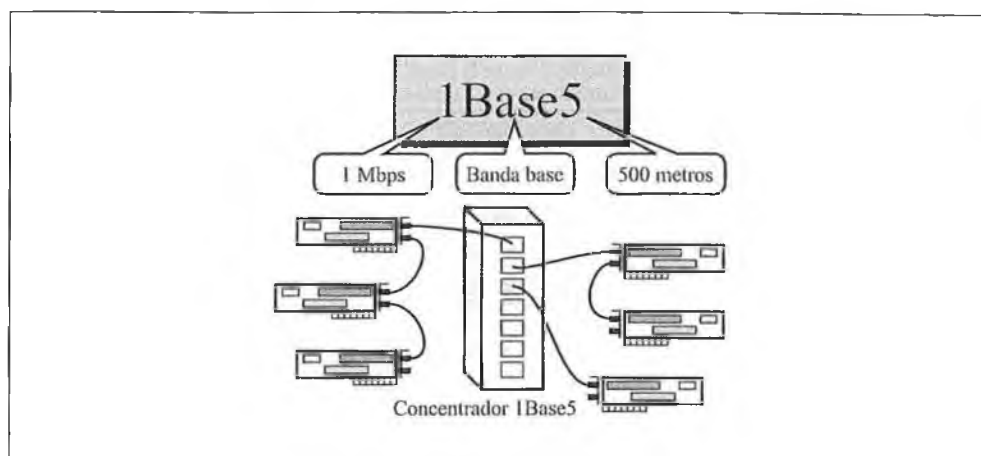 1Base5
1 Mbps
Banda base
500 metros
Concentrador 1Base5